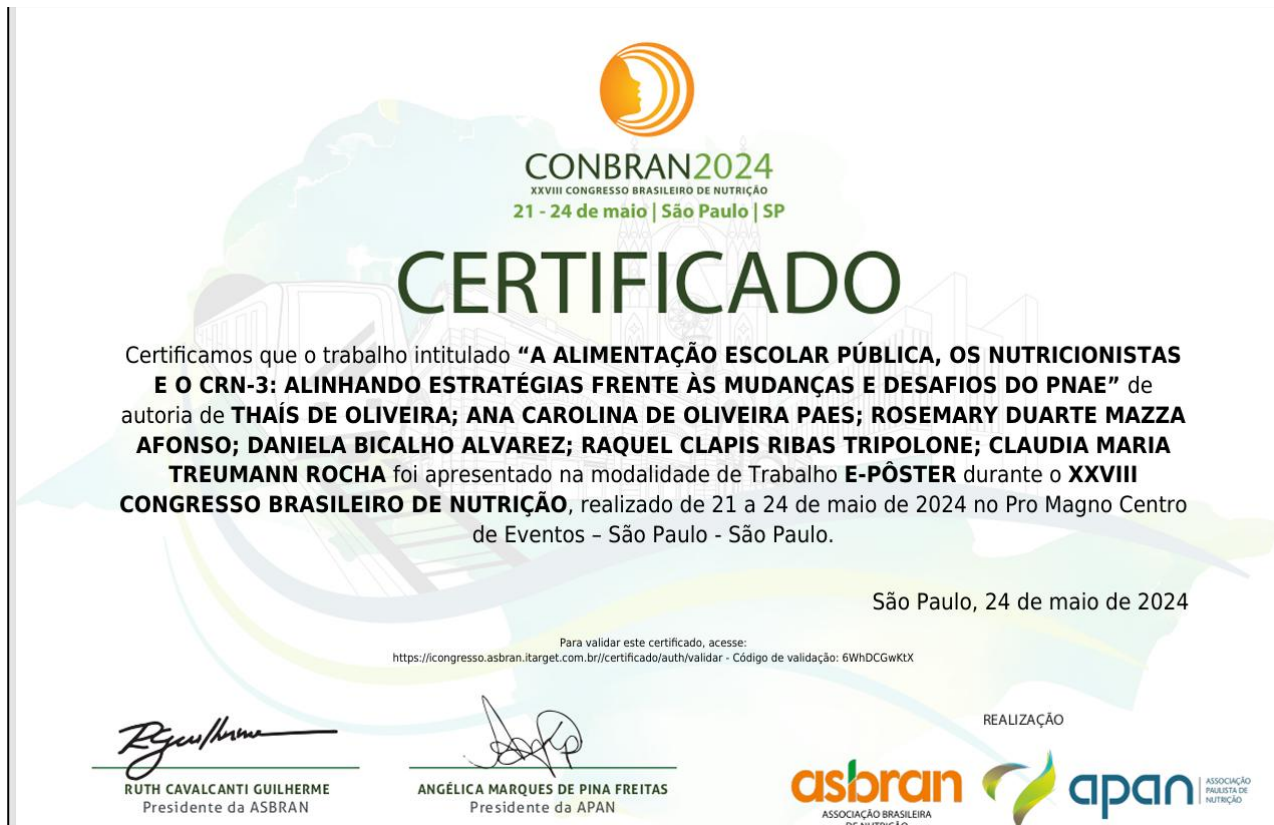 CONBRAN2024
XXVIII CONGRESSO BRASILEIRO DE NUTRIÇÃO
21 - 24 de maio | São Paulo | SP
CERTIFICADO
Certificamos que o trabalho intitulado “A ALIMENTAÇÃO ESCOLAR PÚBLICA, OS NUTRICIONISTAS
E O CRN-3: ALINHANDO ESTRATÉGIAS FRENTE ÀS MUDANÇAS E DESAFIOS DO PNAE” de
autoria de THAÍS DE OLIVEIRA; ANA CAROLINA DE OLIVEIRA PAES; ROSEMARY DUARTE MAZZA
AFONSO; DANIELA BICALHO ALVAREZ; RAQUEL CLAPIS RIBAS TRIPOLONE; CLAUDIA MARIA
TREUMANN ROCHA foi apresentado na modalidade de Trabalho E-PÔSTER durante o XXVIII
CONGRESSO BRASILEIRO DE NUTRIÇÃO, realizado de 21 a 24 de maio de 2024 no Pro Magno Centro
de Eventos – São Paulo - São Paulo.
São Paulo, 24 de maio de 2024
Para validar este certificado, acesse:
https://icongresso.asbran.itarget.com.br//certificado/auth/validar - Código de validação: 6WhDCGwKtX
RGuilherme
RUTH CAVALCANTI GUILHERME
Presidente da ASBRAN
ANGÉLICA MARQUES DE PINA FREITAS
Presidente da APAN
REALIZAÇÃO
asbran
ASSOCIAÇÃO BRASILEIRA
DE NUTRIÇÃO
apan
ASSOCIAÇÃO
PAULISTA DE
NUTRIÇÃO